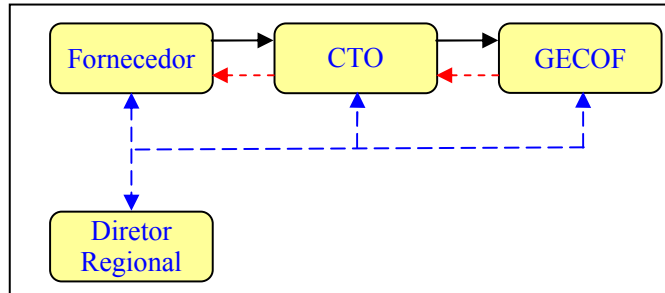 Fornecedor
CTO
GECOF
Diretor
Regional